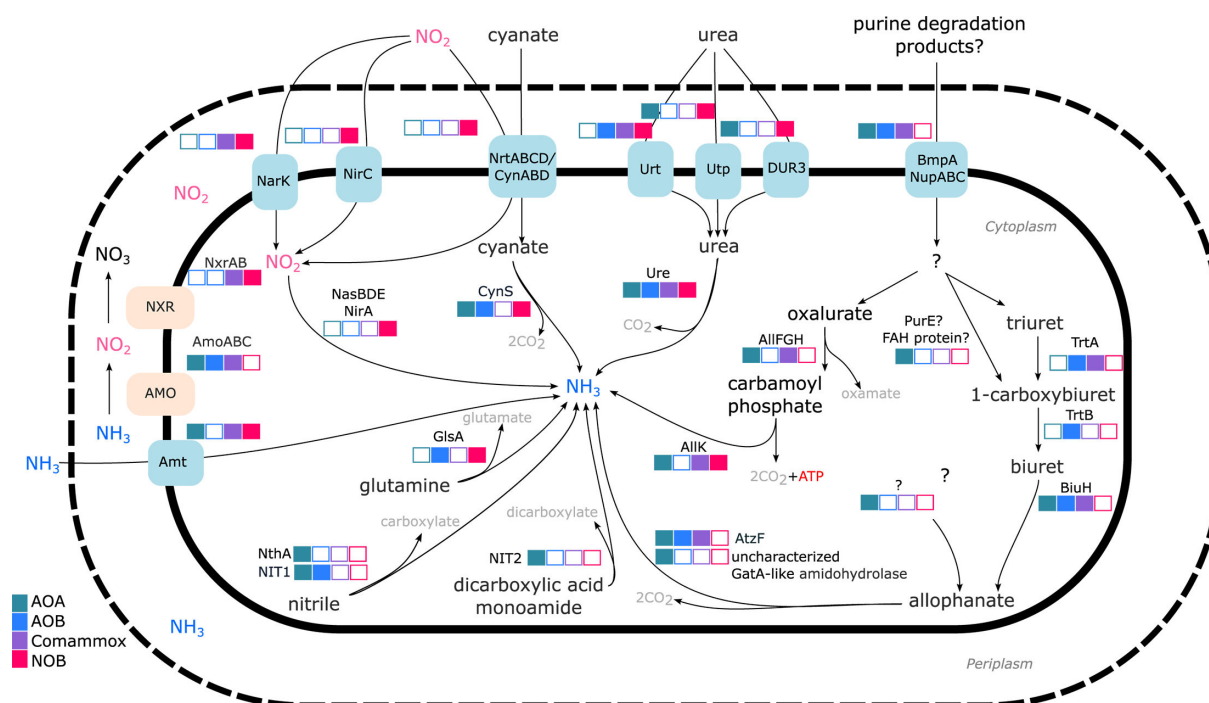 NO2
cyanate
urea
purine degradation
products?
NarK
NirC
NrtABCD/
CynABD
Urt
Utp
DUR3
BmpA
NupABC
NO2
Cytoplasm
NO3
NxrAB
NO2
cyanate
urea
?
NXR
NasBDE
NirA
CynS
Ure
CO2
2CO2
oxalurate
PurE?
FAH protein?
triuret
NO2
AmoABC
AllFGH
TrtA
AMO
NH3
carbamoyl
phosphate
oxamate
1-carboxybiuret
NH3
glutamate
TrtB
NH3
Amt
GlsA
AllK
biuret
glutamine
2CO2+ATP
?
?
BiuH
carboxylate
dicarboxylate
NthA
NIT1
NIT2
AtzF
uncharacterized
GatA-like amidohydrolase
nitrile
dicarboxylic acid
monoamide
2CO2
allophanate
AOA
AOB
Comammox
NOB
NH3
Periplasm